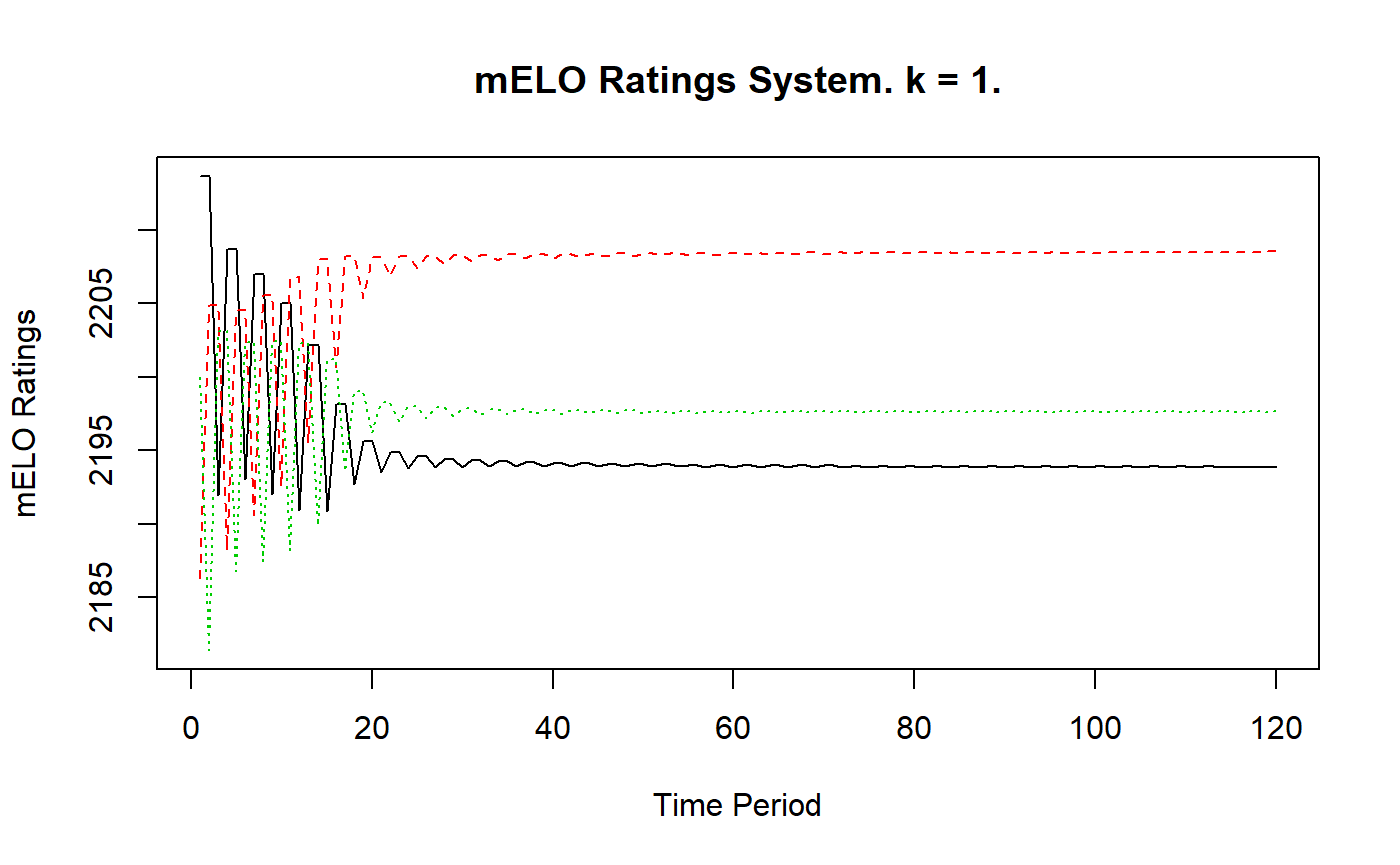 mELO Ratings System. k = 1.
mELO Ratings
2205
2195
2185
0 20 40 60 80 100 120
Time Period